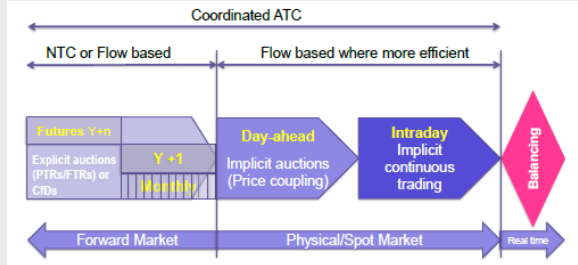 Coordinated ATC
NTC or Flow based
Flow based where more efficient
Futures Y+n
Explicit auctions
(PTRs/FTRs) or
CfDs
Y +1
Monthly
Day-ahead
Implicit auctions
(Price coupling)
Intraday
Implicit
continuous
trading
Balancing
Forward Market
Physical/Spot Market
Real time